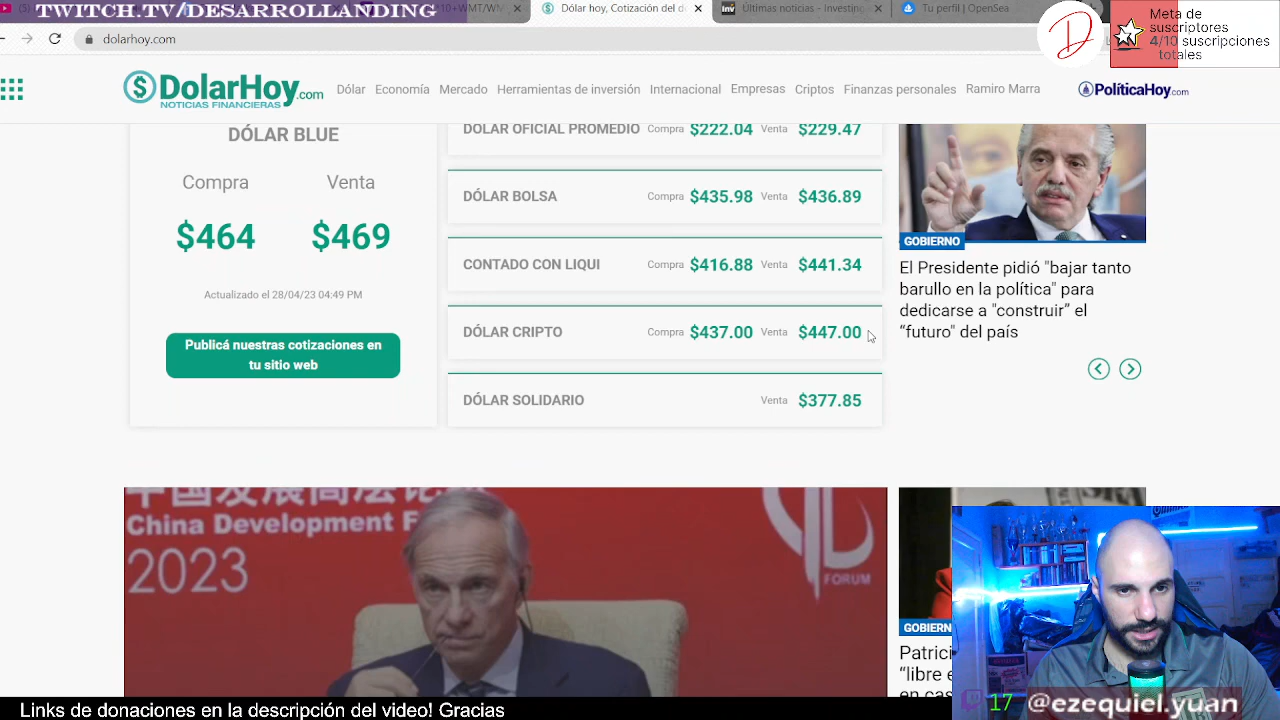 TWITCH.TV/DESARROLLANDING
Dólar hoy, Cotización del d
Últimas noticias - Investing
Tu perfil | OpenSea
dolarhoy.com
Meta de
suscriptores
4/10 suscripciones
totales
DolarHoy.com
NOTICIAS FINANCIERAS
Dólar Economía Mercado Herramientas de inversión Internacional Empresas Criptos Finanzas personales Ramiro Marra
PolíticaHoy.com
DÓLAR BLUE
Compra Venta
$464 $469
Actualizado el 28/04/23 04:49 PM
Publicá nuestras cotizaciones en
tu sitio web
DÓLAR OFICIAL PROMEDIO Compra $222.04 Venta $229.47
DÓLAR BOLSA Compra $435.98 Venta $436.89
CONTADO CON LIQUI Compra $416.88 Venta $441.34
DÓLAR CRIPTO Compra $437.00 Venta $447.00
DÓLAR SOLIDARIO Venta $377.85
GOBIERNO
El Presidente pidió "bajar tanto
barullo en la política" para
dedicarse a "construir” el
“futuro" del país
China Development F
2023
FORUM
GOBIERN
Patrici
“libre e
en cas
17 @ezequiel.yuan
Links de donaciones en la descripción del video! Gracias